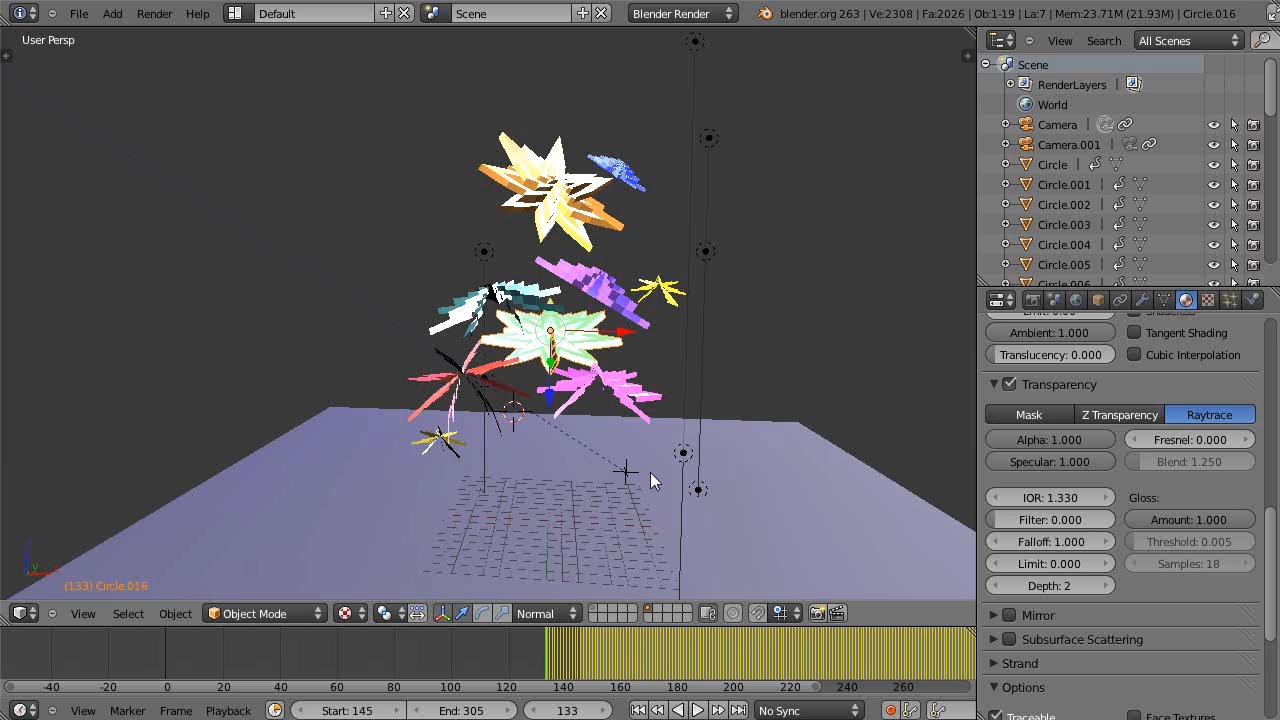 File Add Render Help Default Scene Blender Render blender.org 263 | Ve:2308 | Fa:2026 | Ob:1-19 | La:7 | Mem:23.71M (21.93M) | Circle.016
User Persp
View Search All Scenes
Scene
RenderLayers |
World
Camera |
Camera.001 |
Circle |
Circle.001 |
Circle.002 |
Circle.003 |
Circle.004 |
Circle.005 |
Circle.006
Ambient: 1.000 Tangent Shading
Translucency: 0.000 Cubic Interpolation
Transparency
Mask Z Transparency Raytrace
Alpha: 1.000 Fresnel: 0.000
Specular: 1.000 Blend: 1.250
IOR: 1.330 Gloss:
Filter: 0.000 Amount: 1.000
Falloff: 1.000 Threshold: 0.005
Limit: 0.000 Samples: 18
Depth: 2
Mirror
Subsurface Scattering
Strand
Options
Traceable Face Textures
(133) Circle.016
View Select Object Object Mode Normal
-40 -20 0 20 40 60 80 100 120 140 160 180 200 220 240 260
View Marker Frame Playback Start: 145 End: 305 133 No Sync